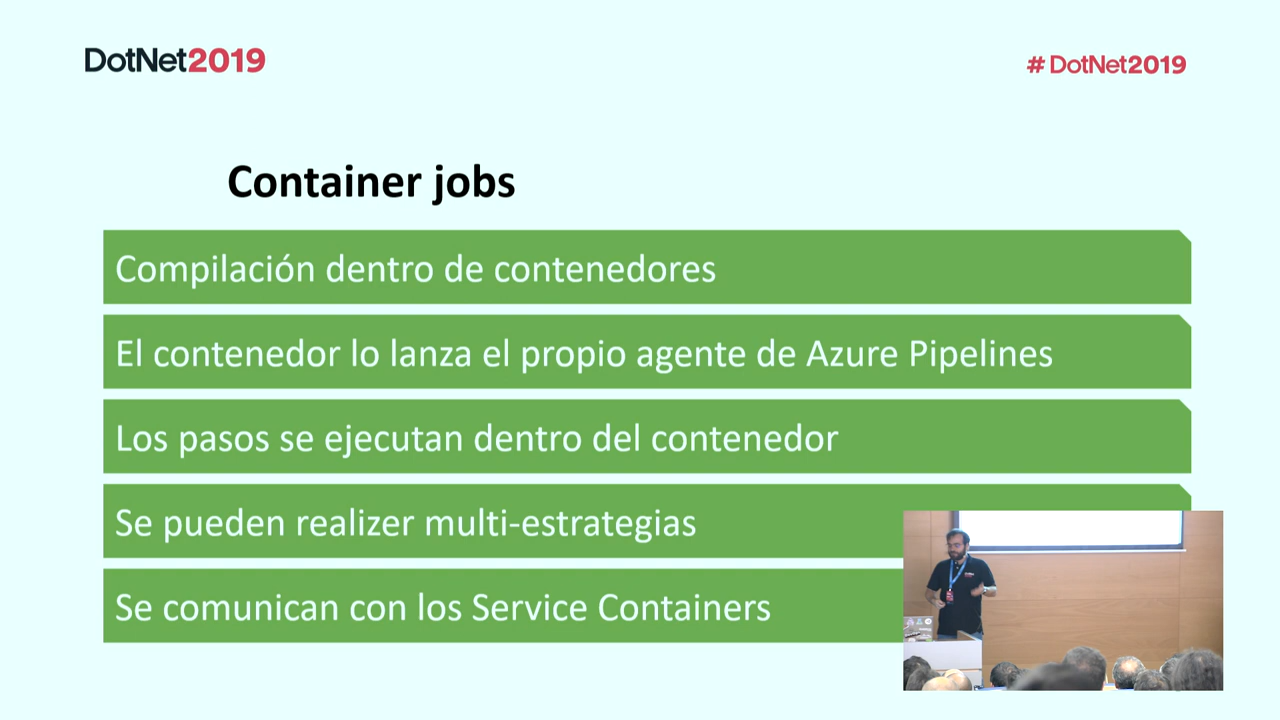 DotNet2019
# DotNet2019
Container jobs
Compilación dentro de contenedores
El contenedor lo lanza el propio agente de Azure Pipelines
Los pasos se ejecutan dentro del contenedor
Se pueden realizer multi-estrategias
Se comunican con los Service Containers